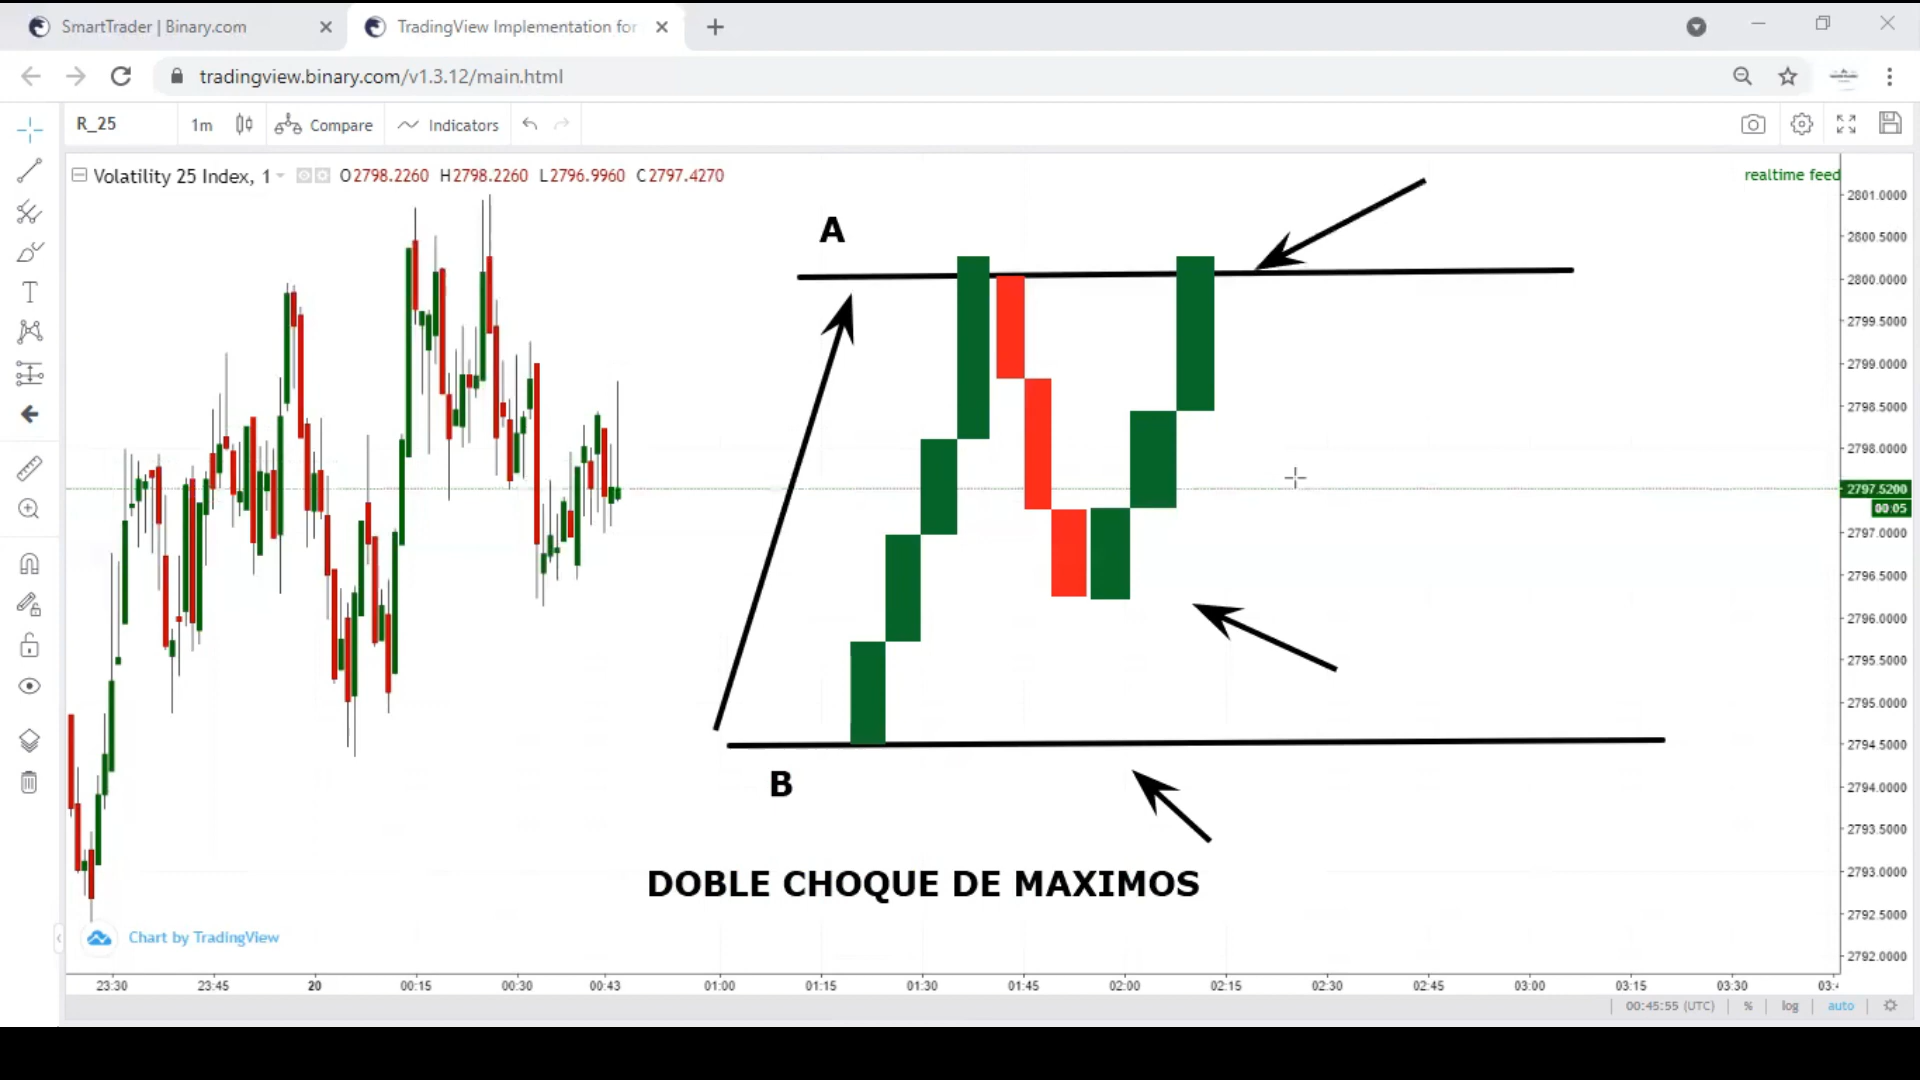 SmartTrader | Binary.com
TradingView Implementation for
tradingview.binary.com/v1.3.12/main.html
R_25
1m
Compare
Indicators
Volatility 25 Index, 1
O2798.2260 H2798.2260 L2796.9960 C2797.4270
realtime feed
A
B
DOBLE CHOQUE DE MAXIMOS
Chart by TradingView
2801.0000
2800.5000
2800.0000
2799.5000
2799.0000
2798.5000
2798.0000
2797.5200
00:05
2797.0000
2796.5000
2796.0000
2795.5000
2795.0000
2794.5000
2794.0000
2793.5000
2793.0000
2792.5000
2792.0000
23:30 23:45 20 00:15 00:30 00:43 01:00 01:15 01:30 01:45 02:00 02:15 02:30 02:45 03:00 03:15 03:30
00:45:55 (UTC) % log auto